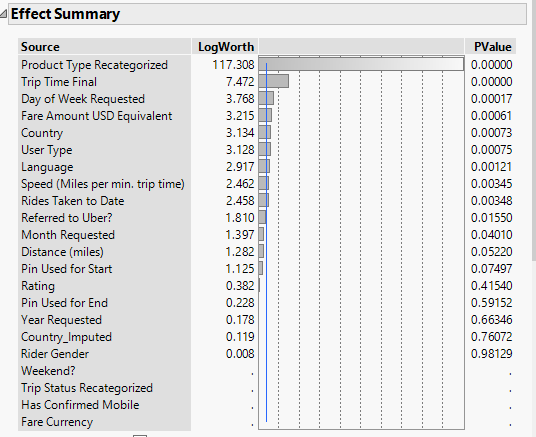 Effect Summary
Source LogWorth PValue
Product Type Recategorized 117.308 0.00000
Trip Time Final 7.472 0.00000
Day of Week Requested 3.768 0.00017
Fare Amount USD Equivalent 3.215 0.00061
Country 3.134 0.00073
User Type 3.128 0.00075
Language 2.917 0.00121
Speed (Miles per min. trip time) 2.462 0.00345
Rides Taken to Date 2.458 0.00348
Referred to Uber? 1.810 0.01550
Month Requested 1.397 0.04010
Distance (miles) 1.282 0.05220
Pin Used for Start 1.125 0.07497
Rating 0.382 0.41540
Pin Used for End 0.228 0.59152
Year Requested 0.178 0.66346
Country_Imputed 0.119 0.76072
Rider Gender 0.008 0.98129
Weekend? . .
Trip Status Recategorized . .
Has Confirmed Mobile . .
Fare Currency . .